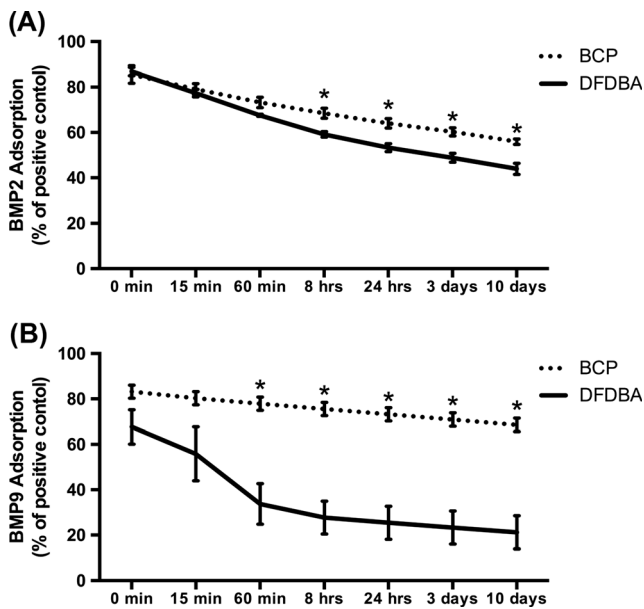 (A)
BMP2 Adsorption
(% of positive contol)
100
80
60
40
20
0
* * * *
BCP
DFDBA
0 min 15 min 60 min 8 hrs 24 hrs 3 days 10 days
(B)
BMP9 Adsorption
(% of positive contol)
100
80
60
40
20
0
* * * * *
BCP
DFDBA
0 min 15 min 60 min 8 hrs 24 hrs 3 days 10 days